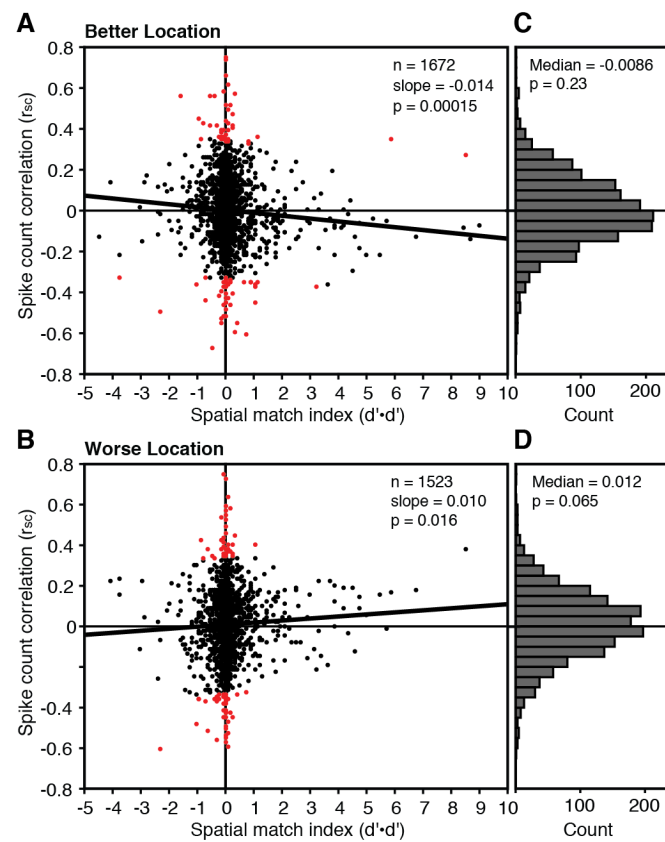 A
Better Location
C
0.8
0.6
0.4
0.2
0
-0.2
-0.4
-0.6
-0.8
Spike count correlation (rsc)
n = 1672
slope = -0.014
p = 0.00015
Median = -0.0086
p = 0.23
-5 -4 -3 -2 -1 0 1 2 3 4 5 6 7 8 9 10
100 200
Spatial match index (d'•d')
Count
B
Worse Location
D
0.8
0.6
0.4
0.2
0
-0.4
-0.6
-0.8
Spike count correlation (rsc)
n = 1523
slope = 0.010
p = 0.016
Median = 0.012
p = 0.065
-5 -4 -3 -2 -1 0 1 2 3 4 5 6 7 8 9 10
100 200
Spatial match index (d'•d')
Count